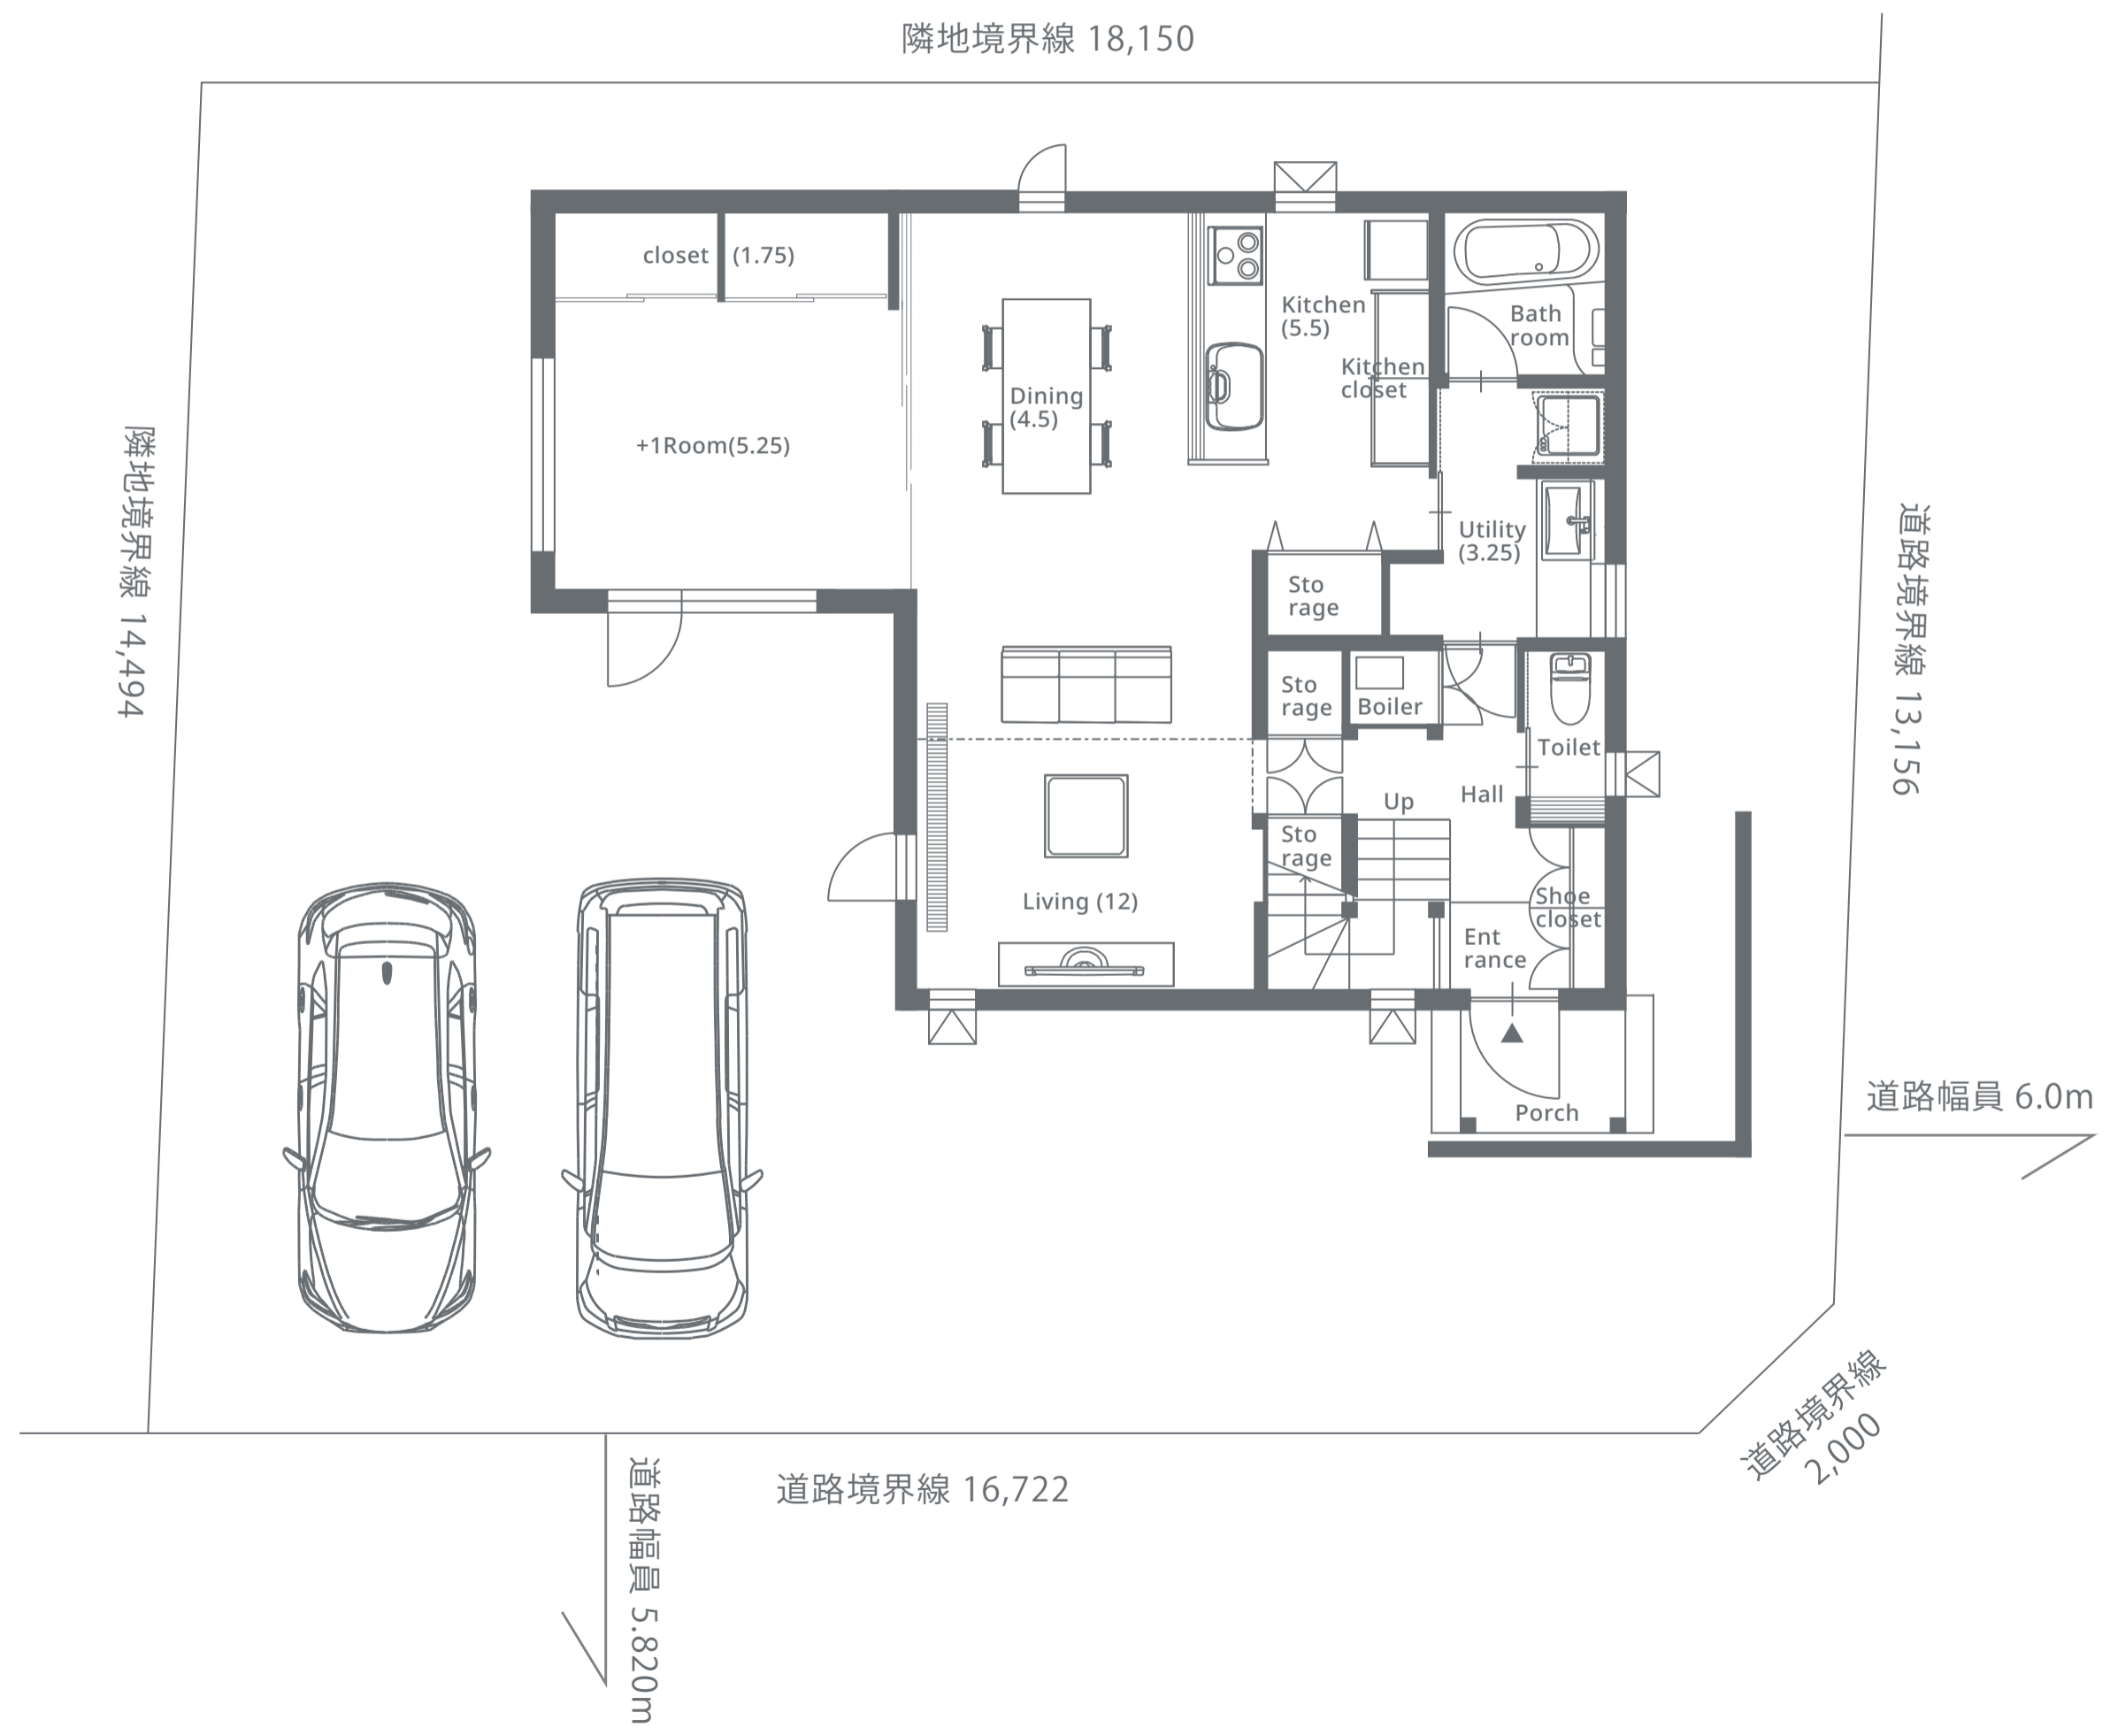 隣地境界線 18,150
closet (1.75)
Kitchen
(5.5)
Bath
room
Kitchen
closet
Dining
(4.5)
+1Room(5.25)
隣地境界線 14,494
道路境界線 13,156
Utility
(3.25)
Sto
rage
Sto
rage
Boiler
Toilet
Up
Hall
Sto
rage
Living (12)
Shoe
closet
Ent
rance
Porch
道路幅員 6.0m
道路境界線
2,000
道路境界線 16,722
道路幅員 5.820m